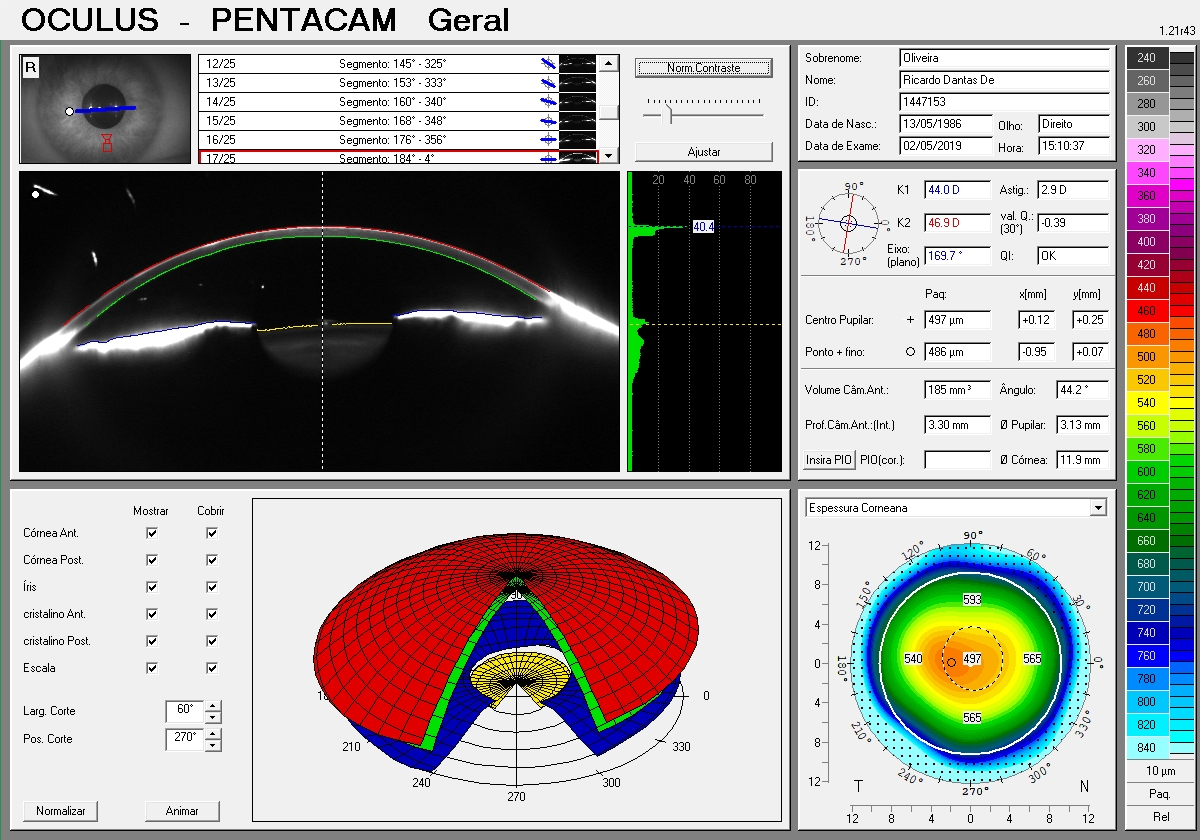 OCULUS - PENTACAM Geral
1.21r43
R
12/25 Segmento: 145° - 325°
13/25 Segmento: 153° - 333°
14/25 Segmento: 160° - 340°
15/25 Segmento: 168° - 348°
16/25 Segmento: 176° - 356°
17/25 Segmento: 184° - 4°
Norm.Contraste
Ajustar
20 40 60 80
40.4
Sobrenome: Oliveira
Nome: Ricardo Dantas De
ID: 1447153
Data de Nasc.: 13/05/1986 Olho: Direito
Data de Exame: 02/05/2019 Hora: 15:10:37
90°
180°
0°
270°
K1 44.0 D Astig.: 2.9 D
K2 46.9 D val. Q.: (30°) -0.39
Eixo: (plano) 169.7 ° QI: OK
Paq: x[mm] y[mm]
Centro Pupilar: + 497 µm +0.12 +0.25
Ponto + fino: O 486 µm -0.95 +0.07
Volume Câm.Ant.: 185 mm³ Ângulo: 44.2 °
Prof.Câm.Ant.:(Int.) 3.30 mm Ø Pupilar: 3.13 mm
Insira PIO PIO(cor.): Ø Córnea: 11.9 mm
Mostrar Cobrir
Córnea Ant.
Córnea Post.
Íris
cristalino Ant.
cristalino Post.
Escala
Larg. Corte 60°
Pos. Corte 270°
Normalizar Animar
0
210
330
240
300
270
Espessura Corneana
12
8
4
0
4
8
12
90°
120° 60°
150° 30°
180° 0°
210° 330°
240° 300°
270°
593
540 497 565
565
T N
12 8 4 0 4 8 12
240
260
280
300
320
340
360
380
400
420
440
460
480
500
520
540
560
580
600
620
640
660
680
700
720
740
760
780
800
820
840
10 µm
Paq.
Rel